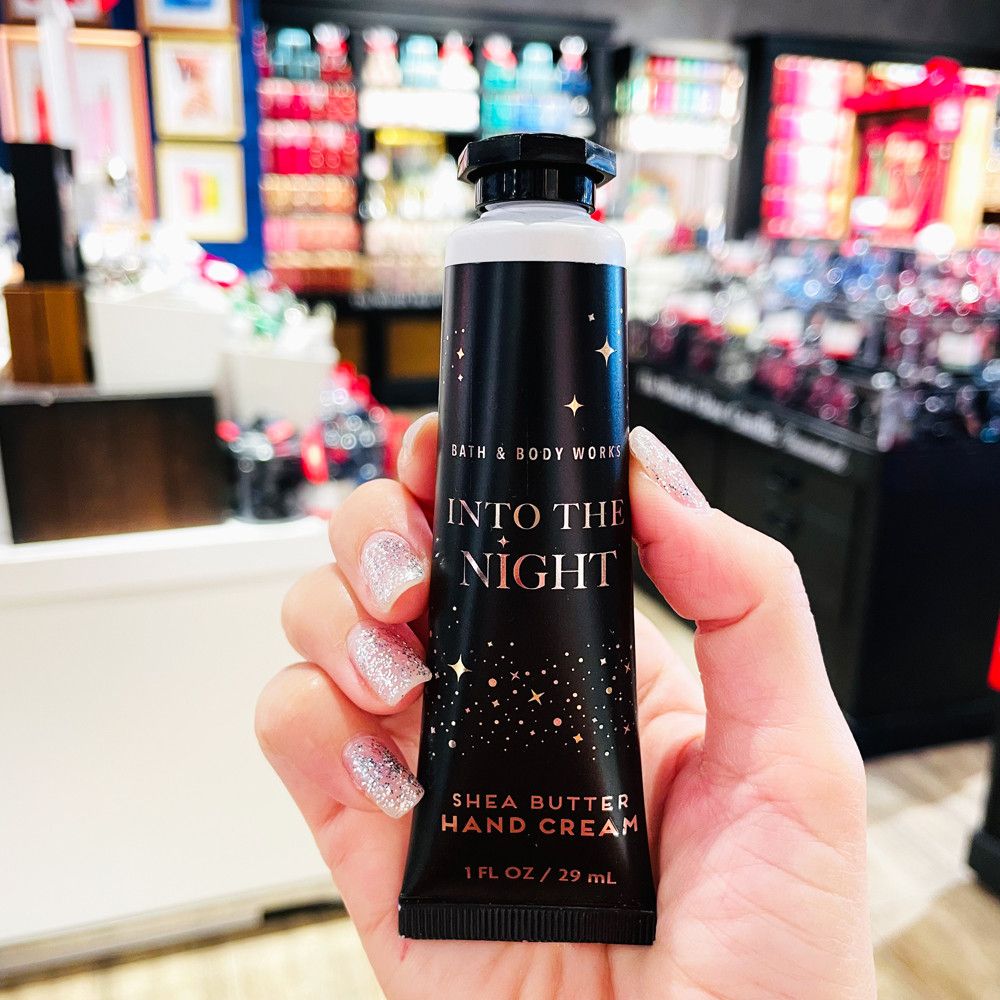 BATH & BODY WORKS
INTO THE
NIGHT
SHEA BUTTER
HAND CREAM
1 FL OZ / 29 mL